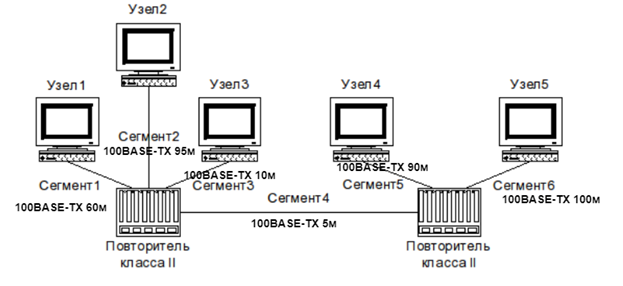 Узел2
Узел1
Узел3
Узел4
Узел5
Сегмент2
100BASE-TX 95м
100BASE-TX 10м
100BASE-TX 90м
Сегмент1
Сегмент3
Сегмент4
Сегмент5
Сегмент6
100BASE-TX 60м
100BASE-TX 5м
100BASE-TX 100м
Повторитель
класса II
Повторитель
класса II